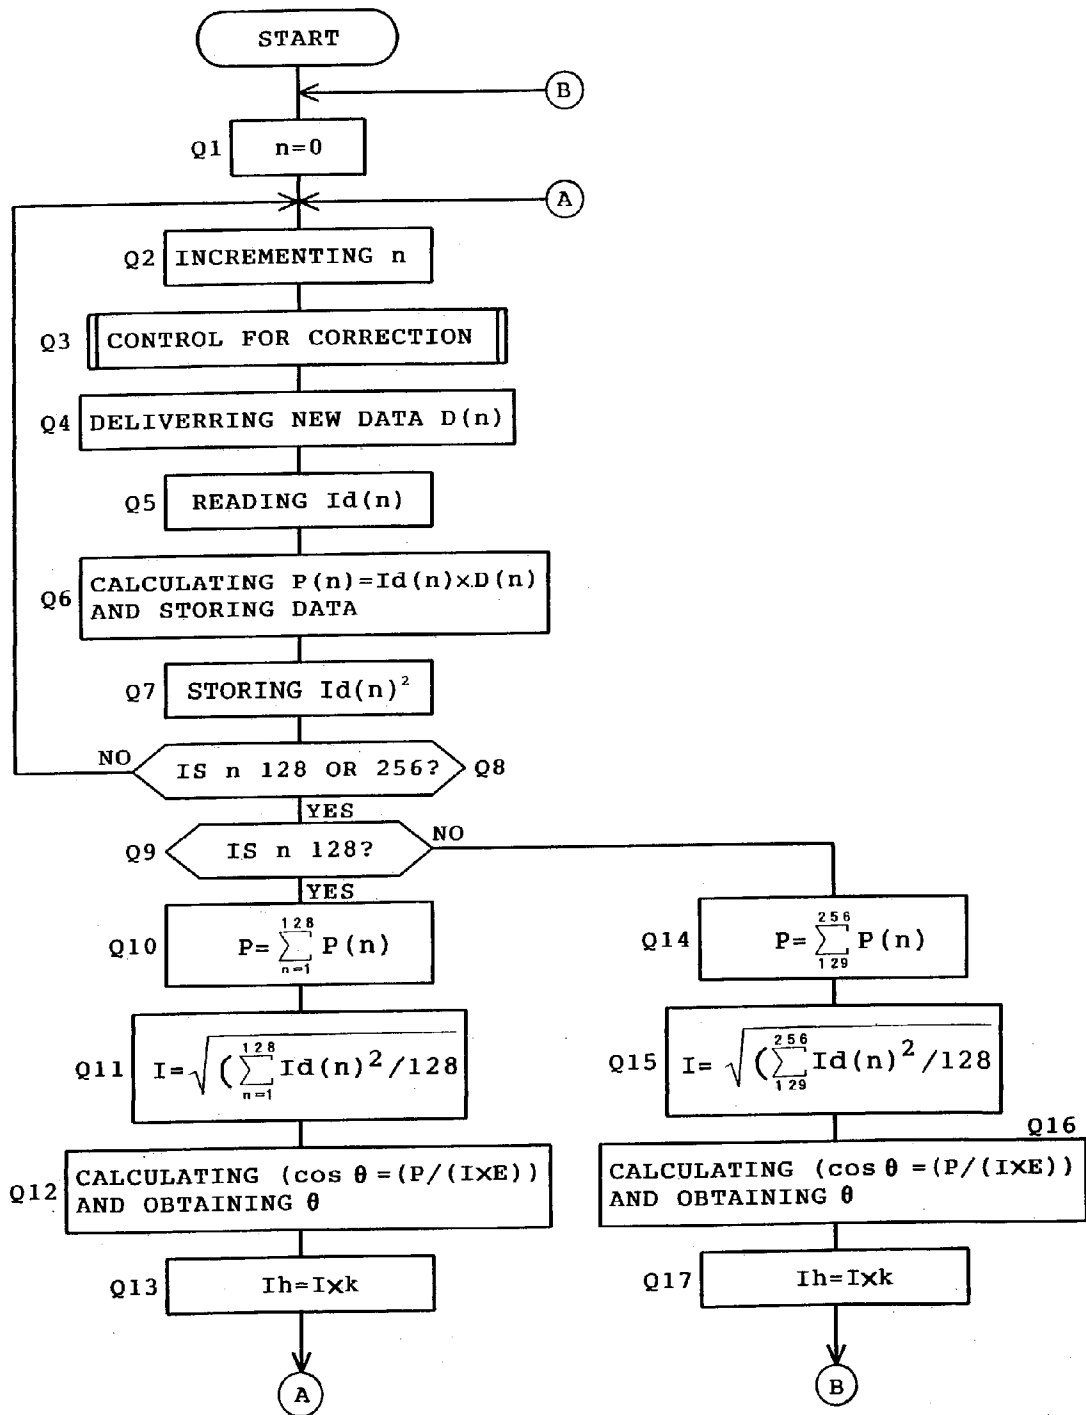 START
B
Q1 n=0
A
Q2 INCREMENTING n
Q3 CONTROL FOR CORRECTION
Q4 DELIVERRING NEW DATA D(n)
Q5 READING Id(n)
Q6 CALCULATING P(n)=Id(n)×D(n)
AND STORING DATA
Q7 STORING Id(n)²
NO IS n 128 OR 256? Q8
YES
Q9 IS n 128? NO
YES
Q10 P=∑_{n=1}^{128} P(n)
Q11 I=√(∑_{n=1}^{128} Id(n)²/128
Q12 CALCULATING (cos θ =(P/(I×E))
AND OBTAINING θ
Q13 Ih=I×k
A
Q14 P=∑_{129}^{256} P(n)
Q15 I=√(∑_{129}^{256} Id(n)²/128
Q16
CALCULATING (cos θ =(P/(I×E))
AND OBTAINING θ
Q17 Ih=I×k
B